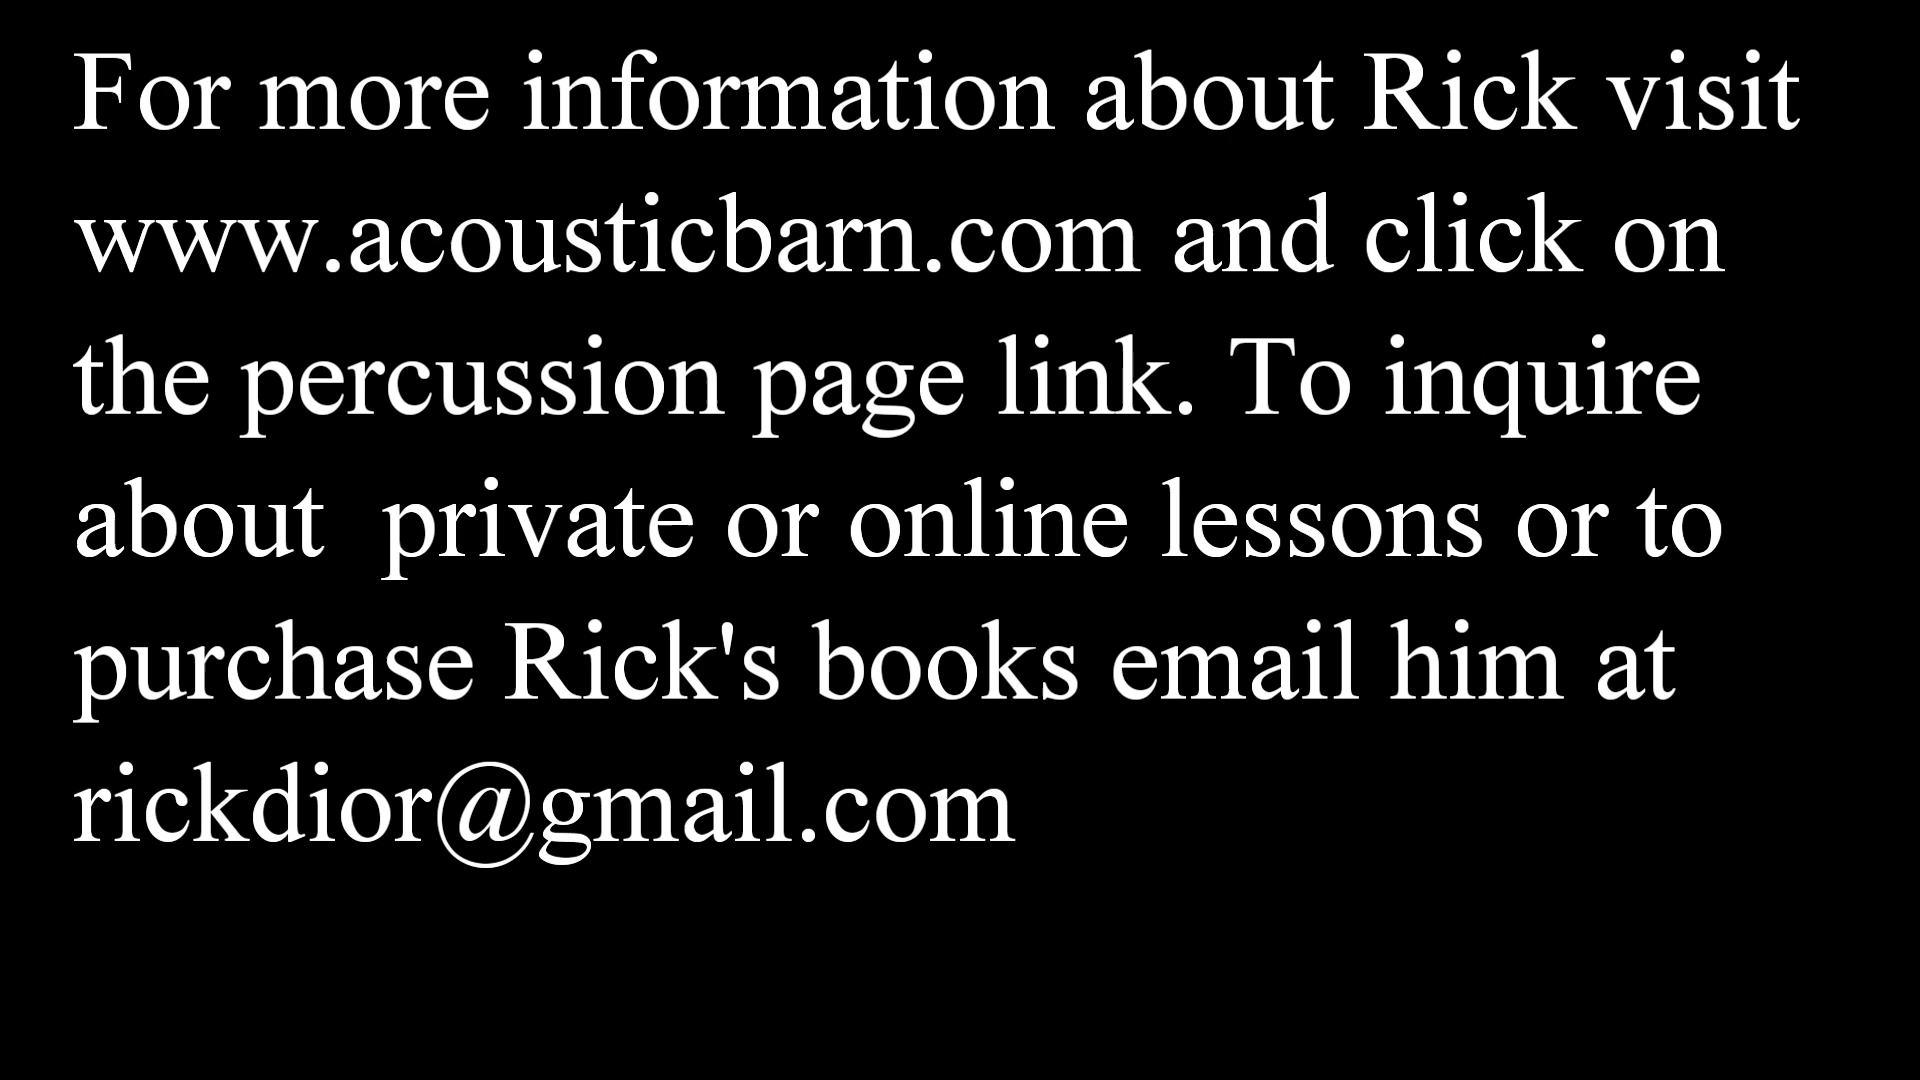 For more information about Rick visit
www.acousticbarn.com and click on
the percussion page link. To inquire
about  private or online lessons or to
purchase Rick's books email him at
rickdior@gmail.com